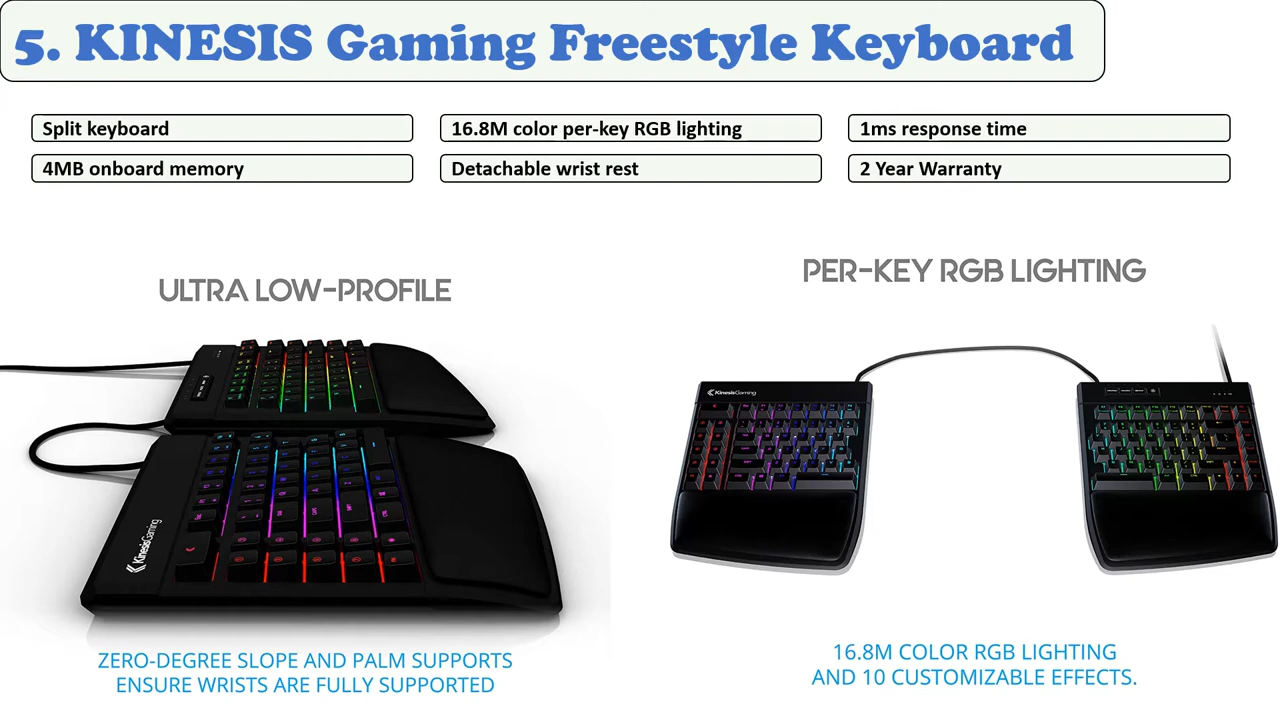 5. KINESIS Gaming Freestyle Keyboard
Split keyboard
16.8M color per-key RGB lighting
1ms response time
4MB onboard memory
Detachable wrist rest
2 Year Warranty
ULTRA LOW-PROFILE
PER-KEY RGB LIGHTING
KinesisGaming
KinesisGaming
ZERO-DEGREE SLOPE AND PALM SUPPORTS
ENSURE WRISTS ARE FULLY SUPPORTED
16.8M COLOR RGB LIGHTING
AND 10 CUSTOMIZABLE EFFECTS.